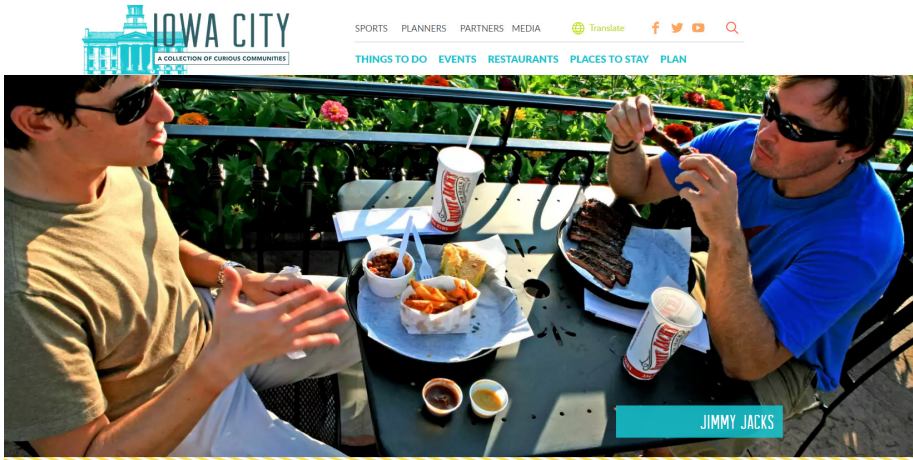 IOWA CITY
A COLLECTION OF CURIOUS COMMUNITIES
SPORTS PLANNERS PARTNERS MEDIA Translate
THINGS TO DO EVENTS RESTAURANTS PLACES TO STAY PLAN
JIMMY JACKS